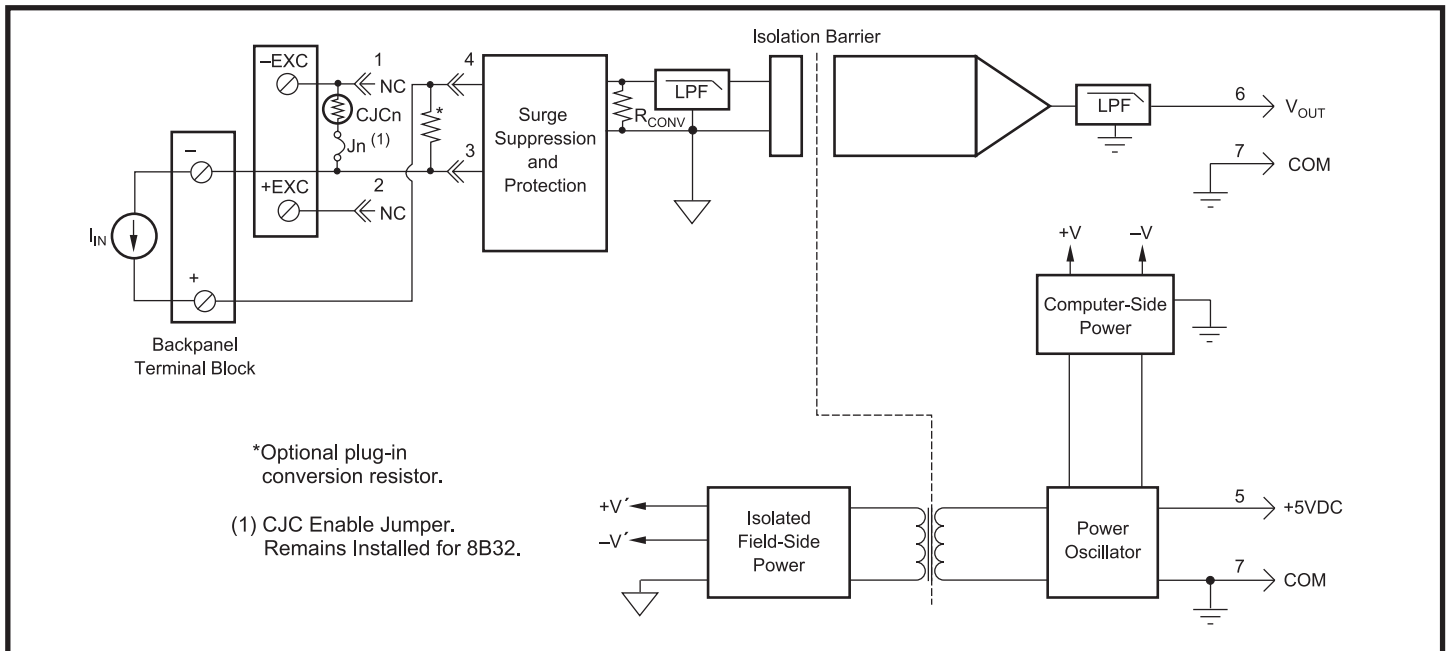 Isolation Barrier
–EXC
1
NC
4
CJCn
Jn (1)
*
3
–
+EXC
2
NC
I_IN
+
Backpanel
Terminal Block
Surge
Suppression
and
Protection
R_CONV
LPF
LPF
6
V_OUT
7
COM
+V
–V
Computer-Side
Power
*Optional plug-in
conversion resistor.
(1) CJC Enable Jumper.
Remains Installed for 8B32.
+V´
–V´
Isolated
Field-Side
Power
Power
Oscillator
5
+5VDC
7
COM